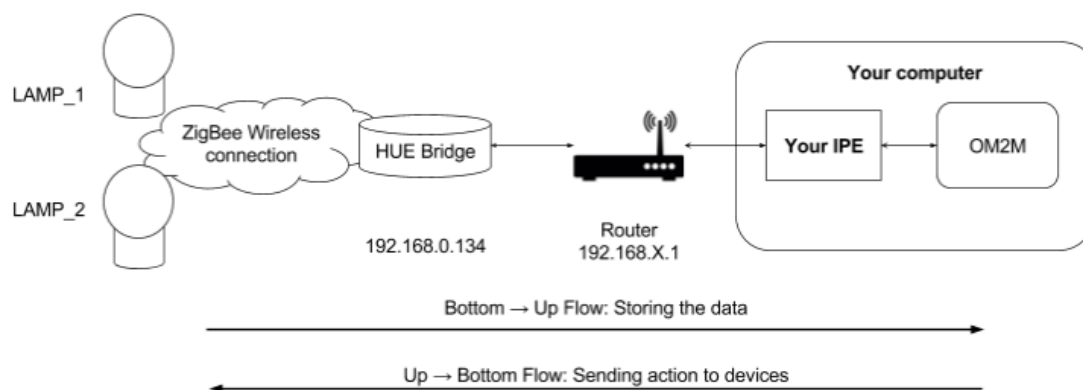 LAMP_1
LAMP_2
ZigBee Wireless
connection
HUE Bridge
192.168.0.134
Router
192.168.X.1
Your computer
Your IPE
OM2M
Bottom → Up Flow: Storing the data
Up → Bottom Flow: Sending action to devices